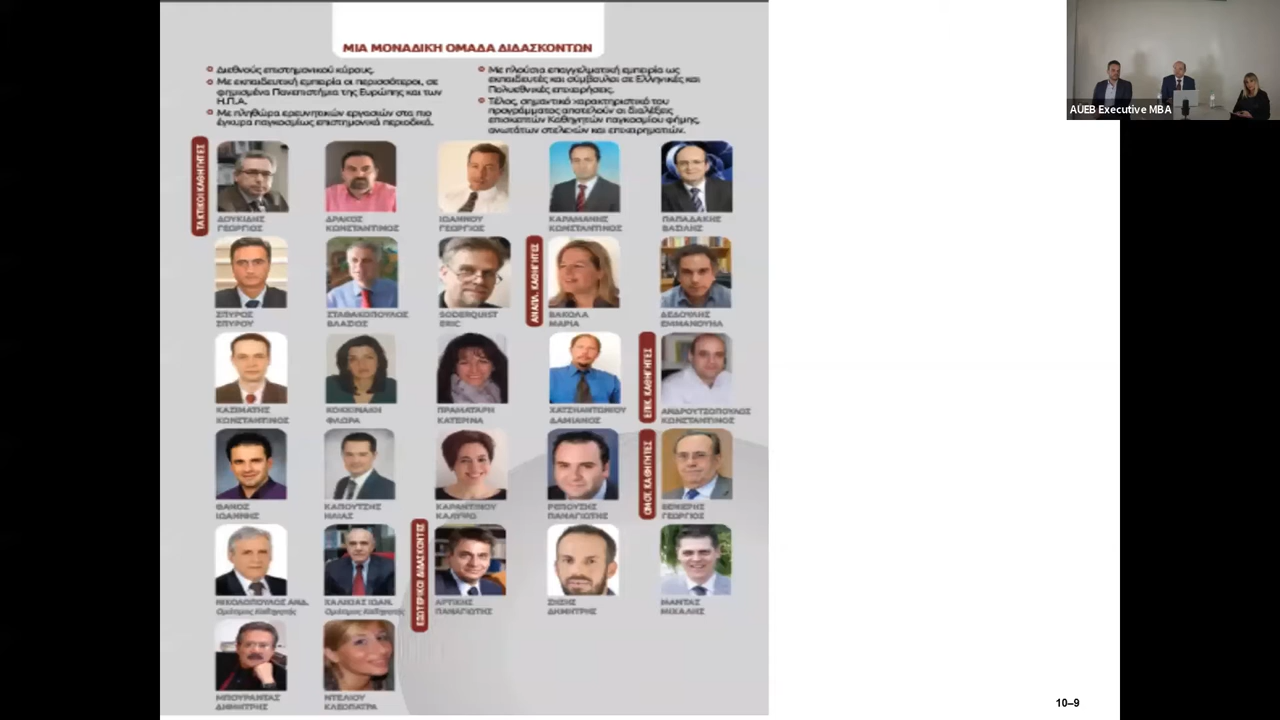 ΜΙΑ ΜΟΝΑΔΙΚΗ ΟΜΑΔΑ ΔΙΔΑΣΚΟΝΤΩΝ
Διεθνούς επιστημονικού κύρους.
Με εκπαιδευτική εμπειρία οι περισσότεροι, σε
φημισμένα Πανεπιστήμια της Ευρώπης και των
Η.Π.Α.
Με πληθώρα ερευνητικών εργασιών στα πιο
έγκυρα παγκοσμίως επιστημονικά περιοδικά.
Με πλούσια επαγγελματική εμπειρία ως
εκπαιδευτές και σύμβουλοι σε Ελληνικές και
Πολυεθνικές επιχειρήσεις.
Τέλος, σημαντικό χαρακτηριστικό του
προγράμματος αποτελούν οι διαλέξεις
επισκεπτών Καθηγητών παγκοσμίου φήμης,
ανωτάτων στελεχών και επιχειρηματιών.
AUEB Executive MBA
ΤΑΚΤΙΚΟΙ ΚΑΘΗΓΗΤΕΣ
ΔΟΥΚΙΔΗΣ
ΓΕΩΡΓΙΟΣ
ΔΡΑΚΟΣ
ΚΩΝΣΤΑΝΤΙΝΟΣ
ΙΩΑΝΝΟΥ
ΓΕΩΡΓΙΟΣ
ΚΑΡΑΜΑΝΗΣ
ΚΩΝΣΤΑΝΤΙΝΟΣ
ΠΑΠΑΔΑΚΗΣ
ΒΑΣΙΛΗΣ
ΣΠΥΡΟΣ
ΣΠΥΡΟΥ
ΣΤΑΘΑΚΟΠΟΥΛΟΣ
ΒΛΑΣΙΟΣ
SODERQUIST
ERIC
ΑΝΑΠΛ. ΚΑΘΗΓΗΤΕΣ
ΒΑΚΟΛΑ
ΜΑΡΙΑ
ΔΕΔΟΥΛΗΣ
ΕΜΜΑΝΟΥΗΛ
ΚΑΣΙΜΑΤΗΣ
ΚΩΝΣΤΑΝΤΙΝΟΣ
ΚΟΚΚΙΝΑΚΗ
ΦΛΩΡΑ
ΠΡΑΜΑΤΑΡΗ
ΚΑΤΕΡΙΝΑ
ΧΑΤΖΗΑΝΤΩΝΙΟΥ
ΔΑΜΙΑΝΟΣ
ΕΠΙΚ. ΚΑΘΗΓΗΤΕΣ
ΑΝΔΡΟΥΤΣΟΠΟΥΛΟΣ
ΚΩΝΣΤΑΝΤΙΝΟΣ
ΘΑΝΟΣ
ΙΩΑΝΝΗΣ
ΚΑΠΟΥΤΣΗΣ
ΗΛΙΑΣ
ΚΑΡΑΝΤΙΝΟΥ
ΚΑΛΥΨΩ
ΡΕΠΟΥΣΗΣ
ΠΑΝΑΓΙΩΤΗΣ
ΟΜΟΤ. ΚΑΘΗΓΗΤΕΣ
ΒΕΝΙΕΡΗΣ
ΓΕΩΡΓΙΟΣ
ΝΙΚΟΛΟΠΟΥΛΟΣ ΑΝΔ.
Ομότιμος Καθηγητής
ΧΑΛΙΚΙΑΣ ΙΩΑΝ.
Ομότιμος Καθηγητής
ΕΞΩΤΕΡΙΚΟΙ ΔΙΔΑΣΚΟΝΤΕΣ
ΑΡΤΙΚΗΣ
ΠΑΝΑΓΙΩΤΗΣ
ΖΗΣΗΣ
ΔΗΜΗΤΡΗΣ
ΜΑΝΤΑΣ
ΜΙΧΑΛΗΣ
ΜΠΟΥΡΑΝΤΑΣ
ΔΗΜΗΤΡΗΣ
ΝΤΕΛΙΟΥ
ΚΛΕΟΠΑΤΡΑ
10–9